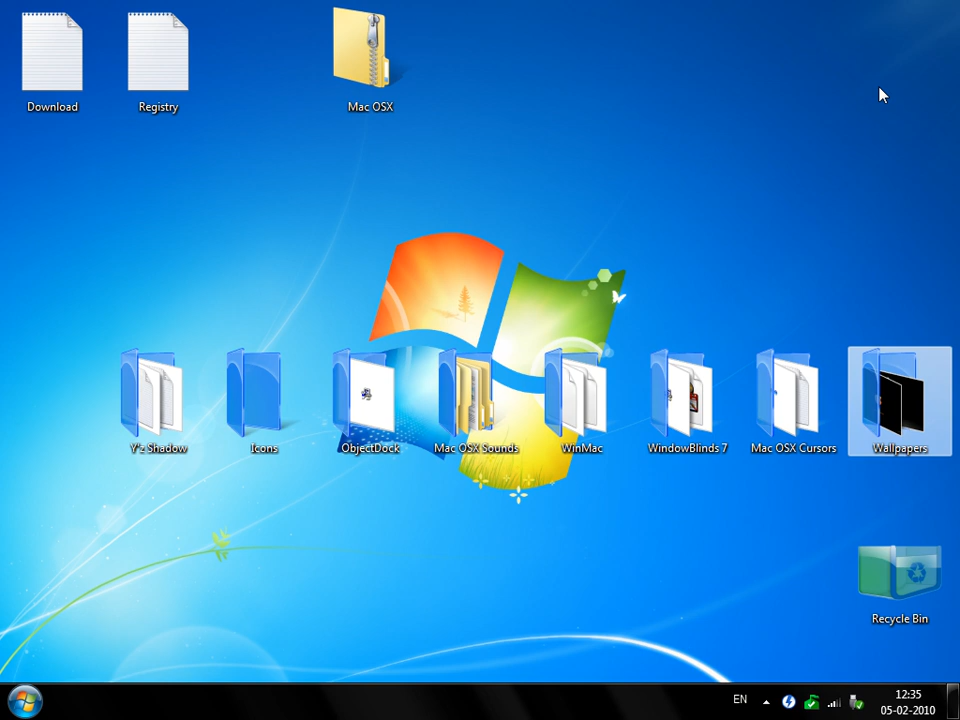 Download
Registry
Mac OSX
Y'z Shadow
Icons
ObjectDock
Mac OSX Sounds
WinMac
WindowBlinds 7
Mac OSX Cursors
Wallpapers
Recycle Bin
EN
12:35
05-02-2010